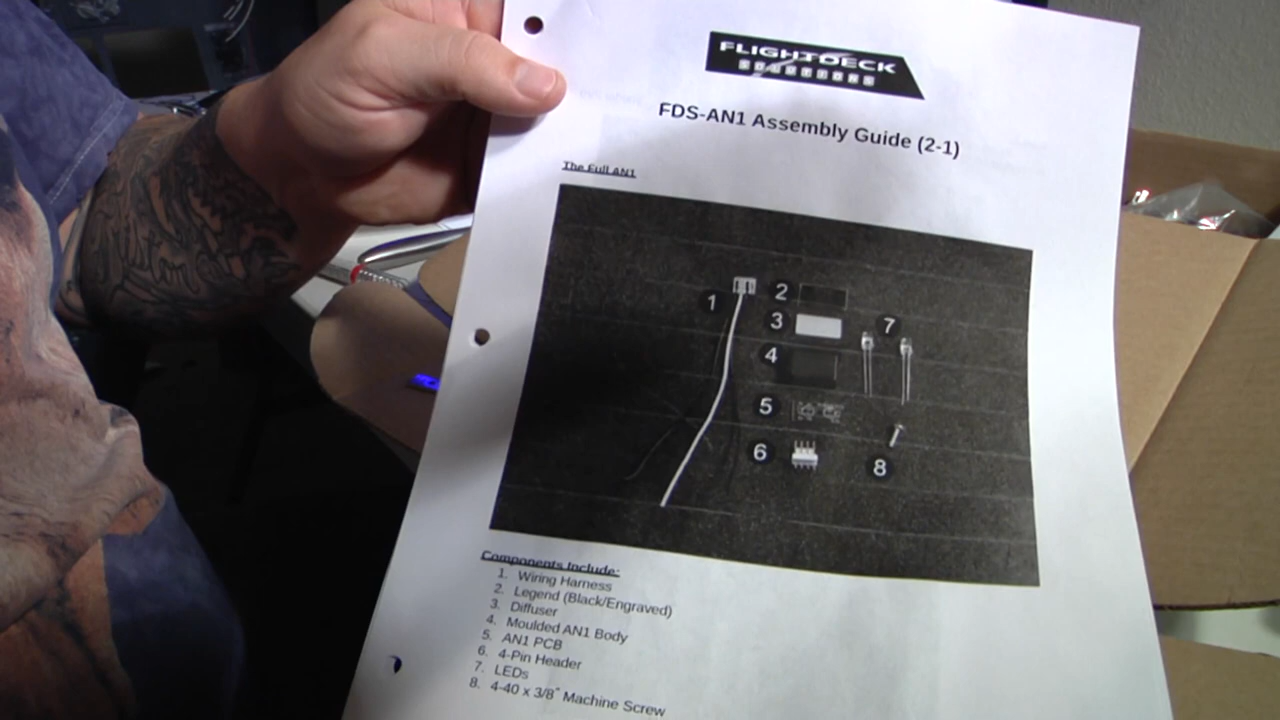 FLIGHTDECK
SOLUTIONS
FDS-AN1 Assembly Guide (2-1)
The Full AN1
1
2
3
7
4
5
6
8
Components Include:
1. Wiring Harness
2. Legend (Black/Engraved)
3. Diffuser
4. Moulded AN1 Body
5. AN1 PCB
6. 4-Pin Header
7. LEDs
8. 4-40 x 3/8" Machine Screw